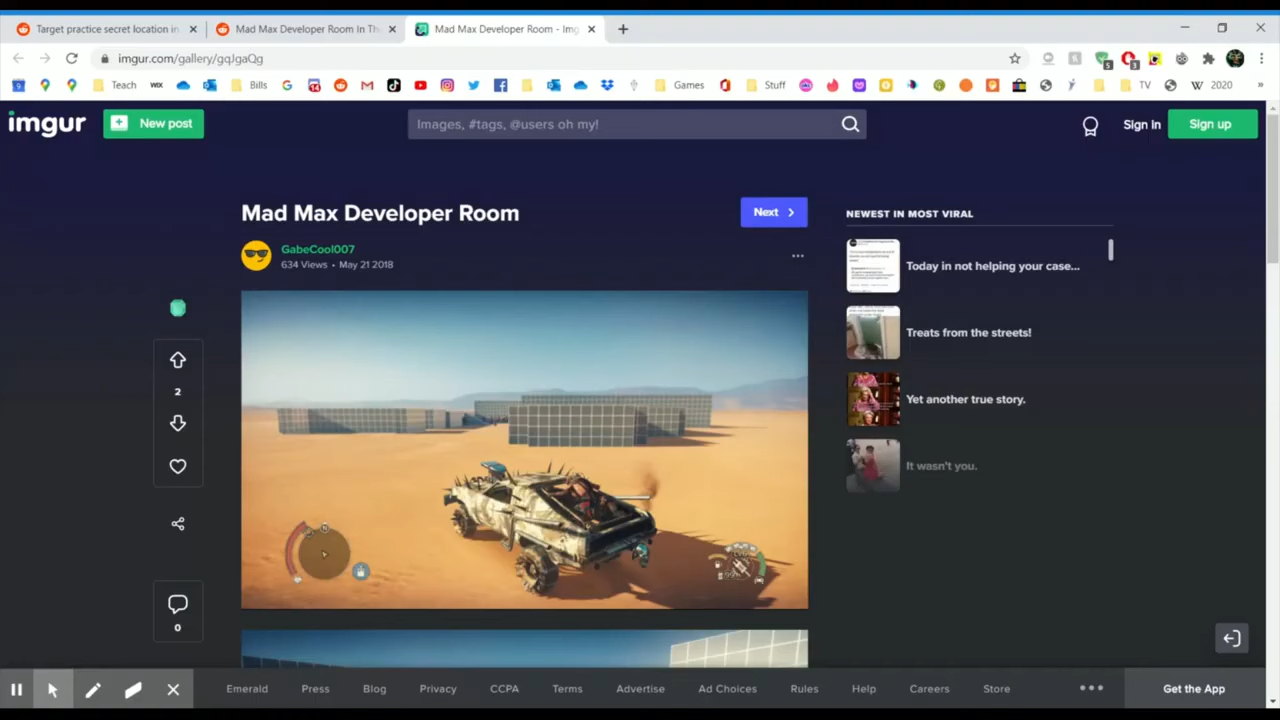 Target practice secret location in
Mad Max Developer Room In Th
Mad Max Developer Room - Img
imgur.com/gallery/gqJgaQg
Teach
WIX
Bills
Games
Stuff
TV
W 2020
imgur
New post
Images, #tags, @users oh my!
Sign in
Sign up
Mad Max Developer Room
Next
GabeCool007
634 Views • May 21 2018
2
0
NEWEST IN MOST VIRAL
Today in not helping your case...
Treats from the streets!
Yet another true story.
It wasn't you.
Emerald
Press
Blog
Privacy
CCPA
Terms
Advertise
Ad Choices
Rules
Help
Careers
Store
Get the App